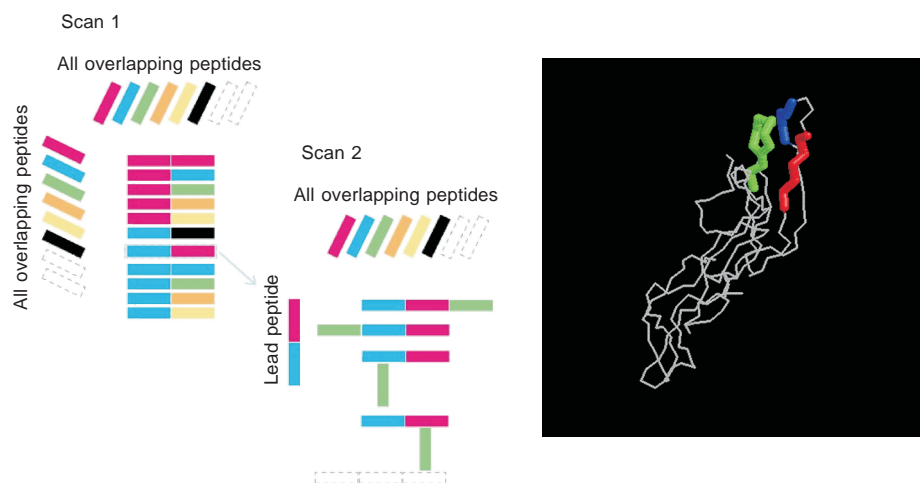 Scan 1
All overlapping peptides
All overlapping peptides
Scan 2
All overlapping peptides
Lead peptide